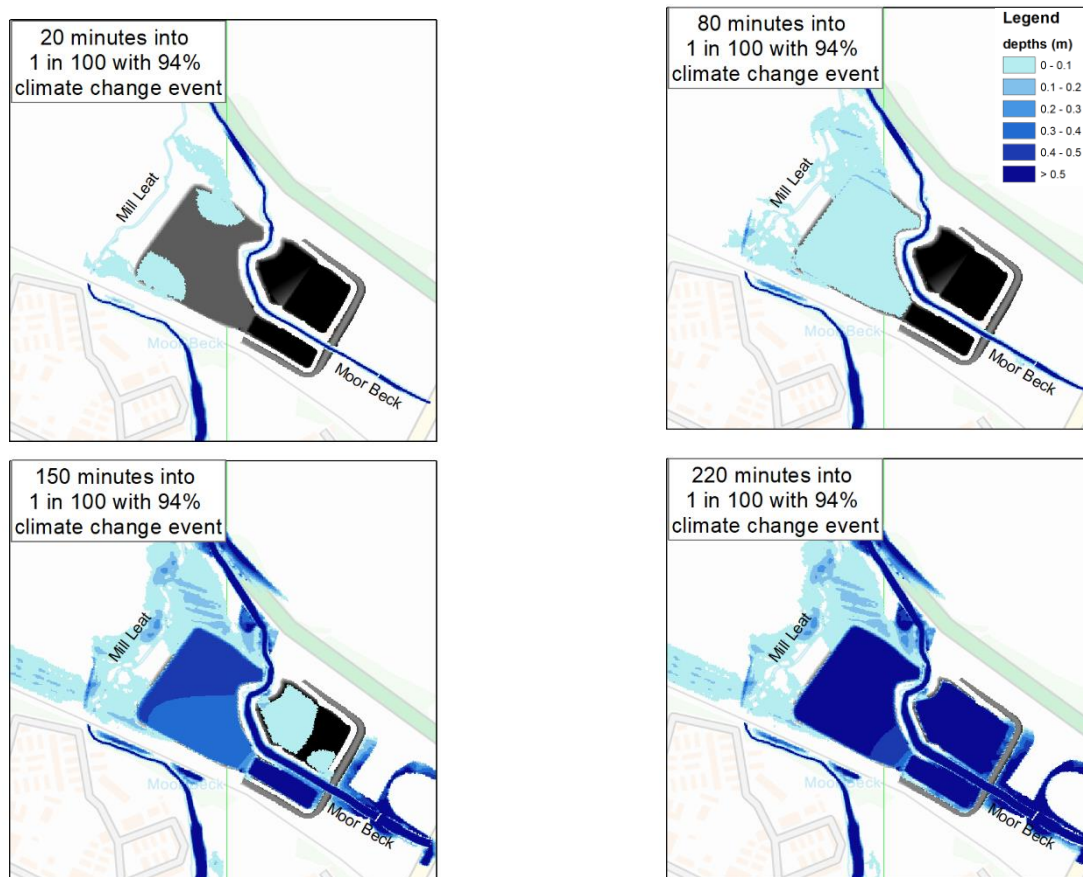 20 minutes into
1 in 100 with 94%
climate change event
Mill Leat
Moor Beck
Moor Beck
80 minutes into
1 in 100 with 94%
climate change event
Legend
depths (m)
0 - 0.1
0.1 - 0.2
0.2 - 0.3
0.3 - 0.4
0.4 - 0.5
> 0.5
Mill Leat
Moor Beck
Moor Beck
150 minutes into
1 in 100 with 94%
climate change event
Mill Leat
Moor Beck
Moor Beck
220 minutes into
1 in 100 with 94%
climate change event
Mill Leat
Moor Beck
Moor Beck